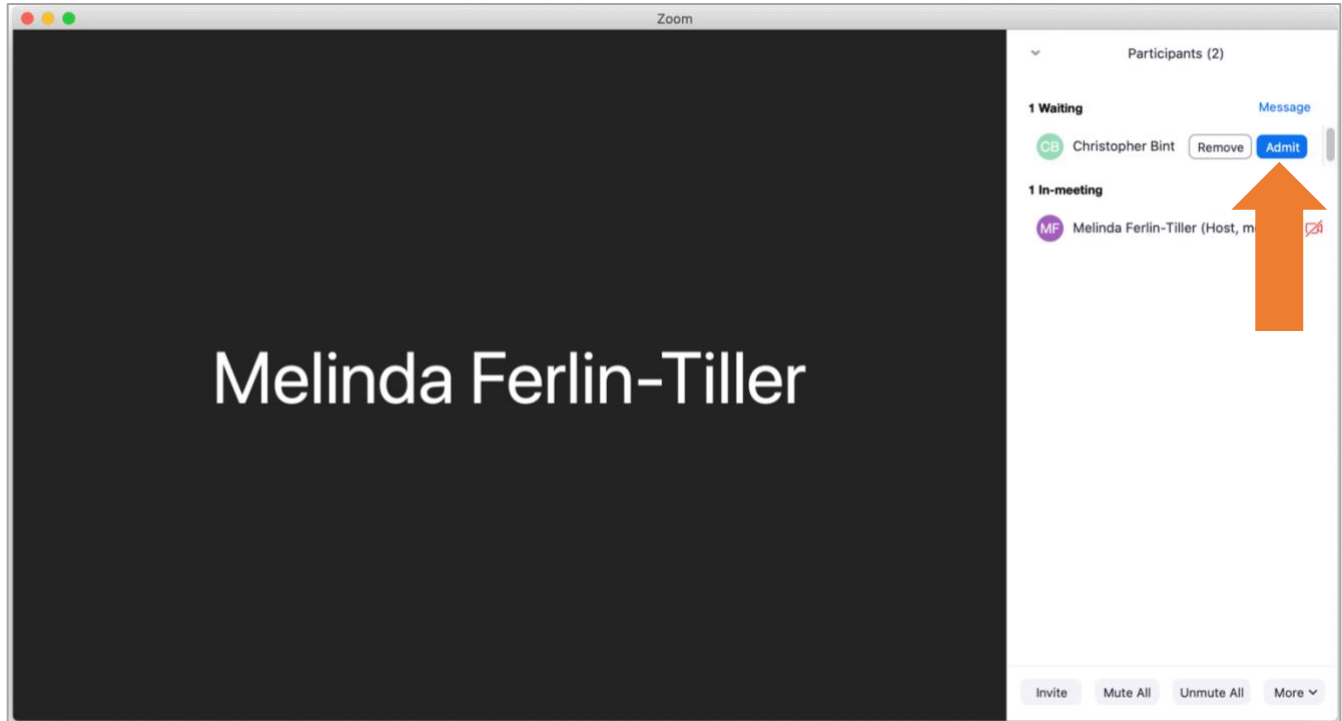 Zoom
Participants (2)
1 Waiting Message
CB Christopher Bint Remove Admit
1 In-meeting
MF Melinda Ferlin-Tiller (Host, m
Melinda Ferlin-Tiller
Invite Mute All Unmute All More